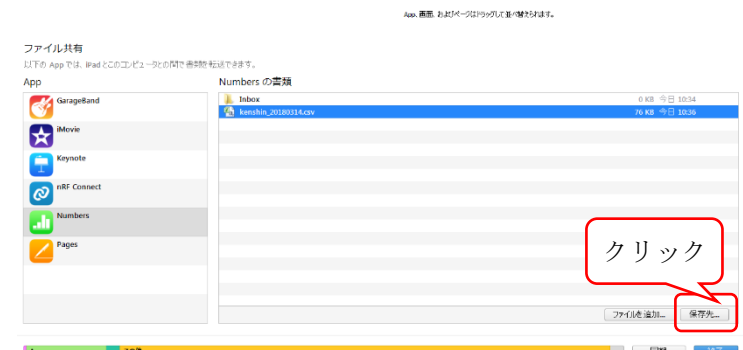 App、画面、およびページはドラッグして並べ替えられます。
ファイル共有
以下の App では、iPad とこのコンピュータとの間で書類を転送できます。
App
Numbers の書類
GarageBand
iMovie
Keynote
nRF Connect
Numbers
Pages
Inbox 0 KB 今日 10:34
kenshin_20180314.csv 76 KB 今日 10:36
クリック
ファイルを追加... 保存先...